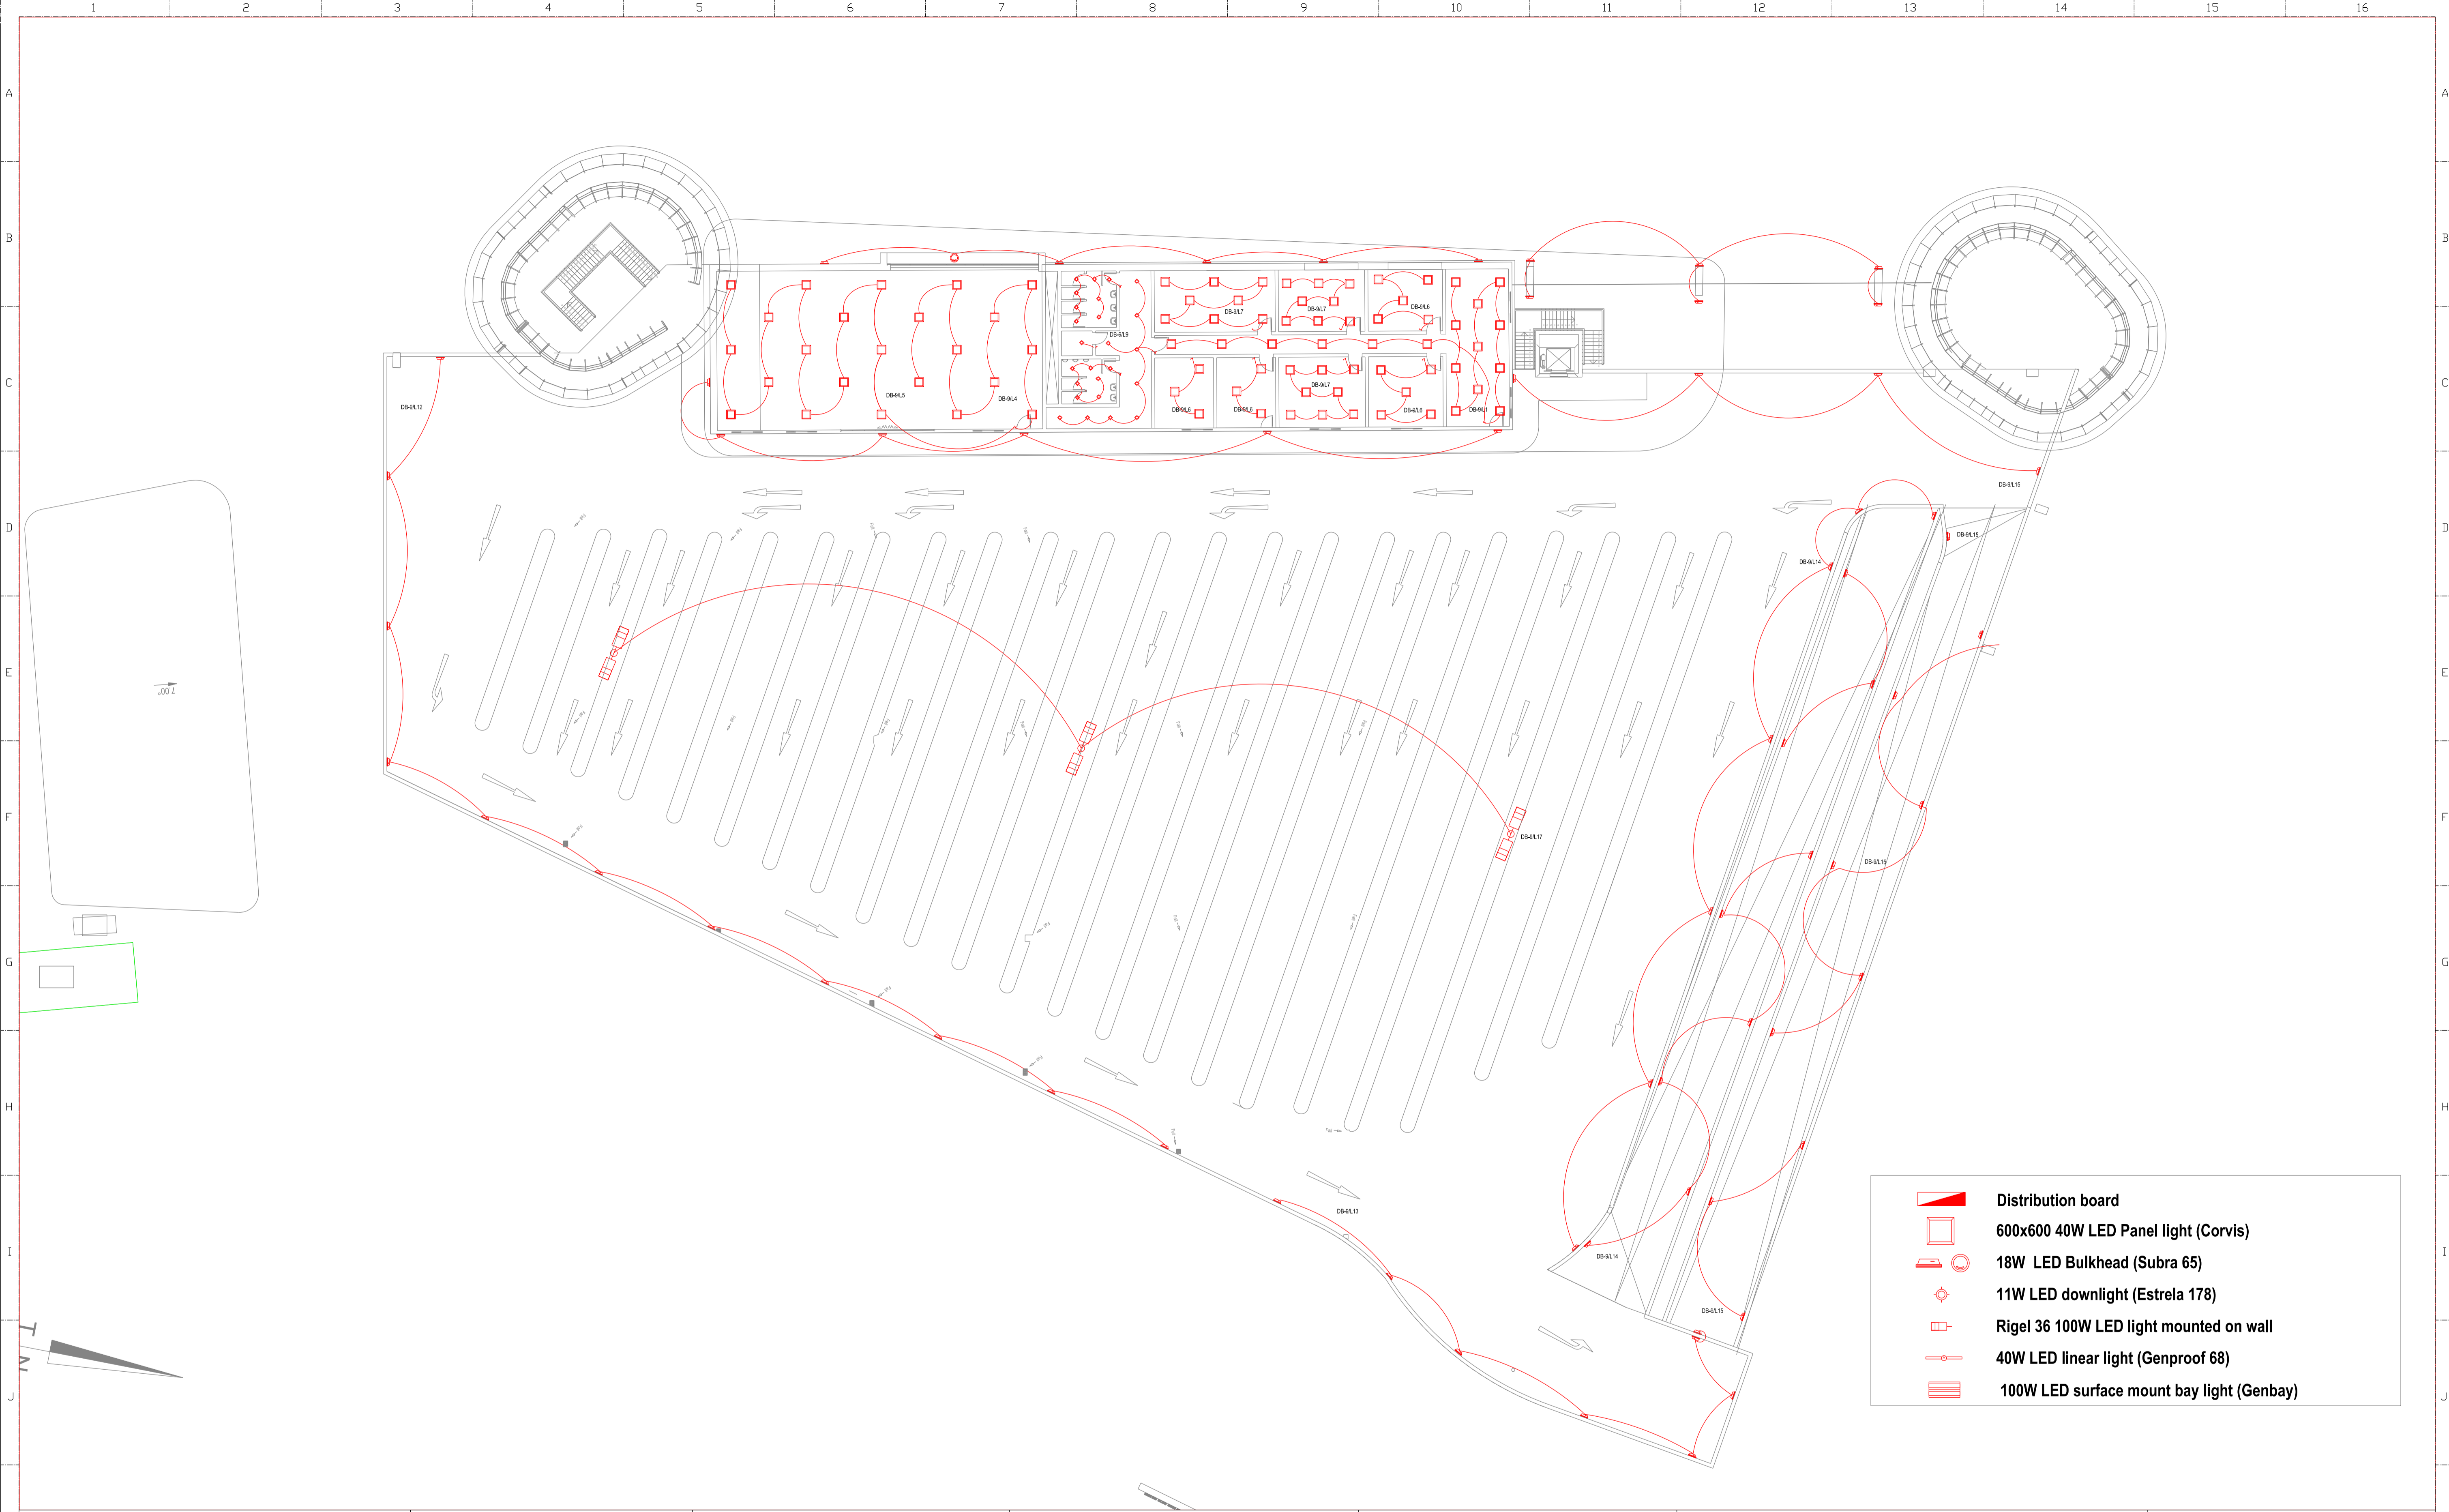 1 2 3 4 5 6 7 8 9 10 11 12 13 14 15 16
A A
B B
DB-9/L7 DB-9/L7 DB-9/L6
DB-9/L9
C C
DB-9/L7
DB-9/L5 DB-9/L4
DB-9/L12 DB-9/L6 DB-9/L6 DB-9/L6 DB-9/L1
DB-9/L15
D D
DB-9/L15
DB-9/L14
E E
7.00°
F F
DB-9/L17
DB-9/L15
G G
H H
Distribution board
DB-9/L13
600x600 40W LED Panel light (Corvis)
I I
DB-9/L14
18W LED Bulkhead (Subra 65)
11W LED downlight (Estrela 178)
DB-9/L15
Rigel 36 100W LED light mounted on wall
40W LED linear light (Genproof 68)
100W LED surface mount bay light (Genbay)
J J